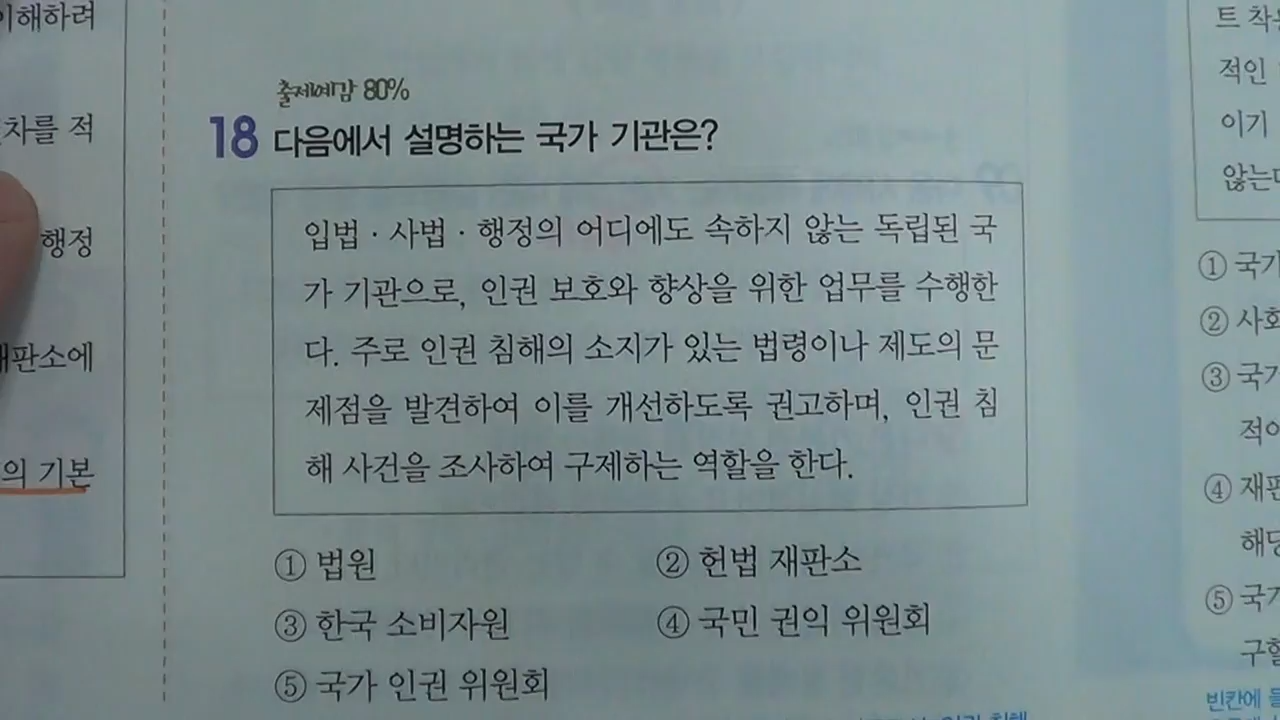 이해하려
차를 적
행정
재판소에
의 기본
출제예감 80%
18 다음에서 설명하는 국가 기관은?
입법 · 사법 · 행정의 어디에도 속하지 않는 독립된 국
가 기관으로, 인권 보호와 향상을 위한 업무를 수행한
다. 주로 인권 침해의 소지가 있는 법령이나 제도의 문
제점을 발견하여 이를 개선하도록 권고하며, 인권 침
해 사건을 조사하여 구제하는 역할을 한다.
① 법원
② 헌법 재판소
③ 한국 소비자원
④ 국민 권익 위원회
⑤ 국가 인권 위원회
트
적인
이기
않는
① 국가
② 사회
③ 국가
④ 재판
해당
⑤ 국가
빈칸에